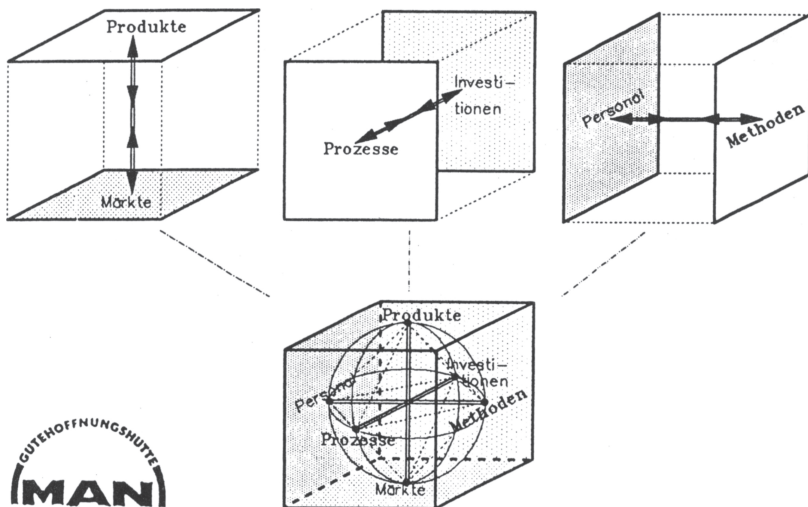 Produkte
Märkte
Investi-
tionen
Prozesse
Personal
Methoden
Produkte
Investi-
tionen
Personal
Methoden
Prozesse
Märkte
GUTEHOFFNUNGSHÜTTE
MAN